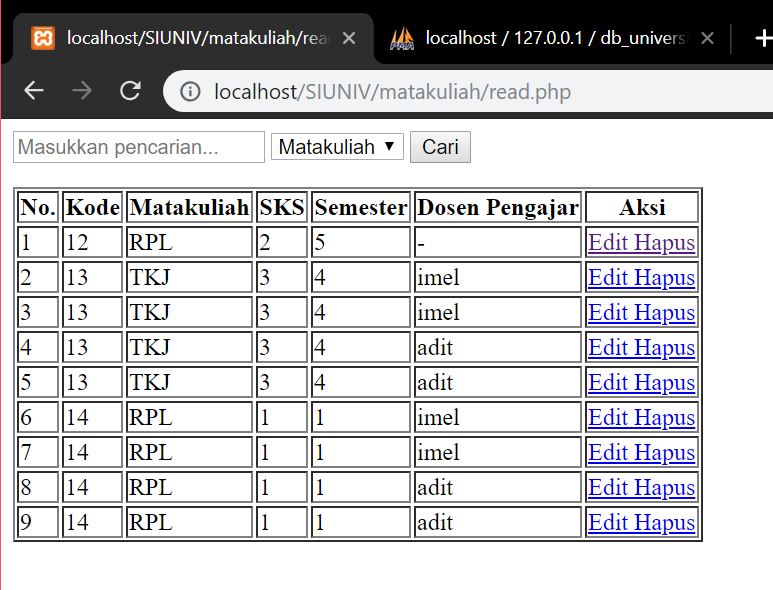 localhost/SIUNIV/matakuliah/rea
localhost / 127.0.0.1 / db_univers
localhost/SIUNIV/matakuliah/read.php
Masukkan pencarian... Matakuliah Cari
No. Kode Matakuliah SKS Semester Dosen Pengajar Aksi
1 12 RPL 2 5 - Edit Hapus
2 13 TKJ 3 4 imel Edit Hapus
3 13 TKJ 3 4 imel Edit Hapus
4 13 TKJ 3 4 adit Edit Hapus
5 13 TKJ 3 4 adit Edit Hapus
6 14 RPL 1 1 imel Edit Hapus
7 14 RPL 1 1 imel Edit Hapus
8 14 RPL 1 1 adit Edit Hapus
9 14 RPL 1 1 adit Edit Hapus